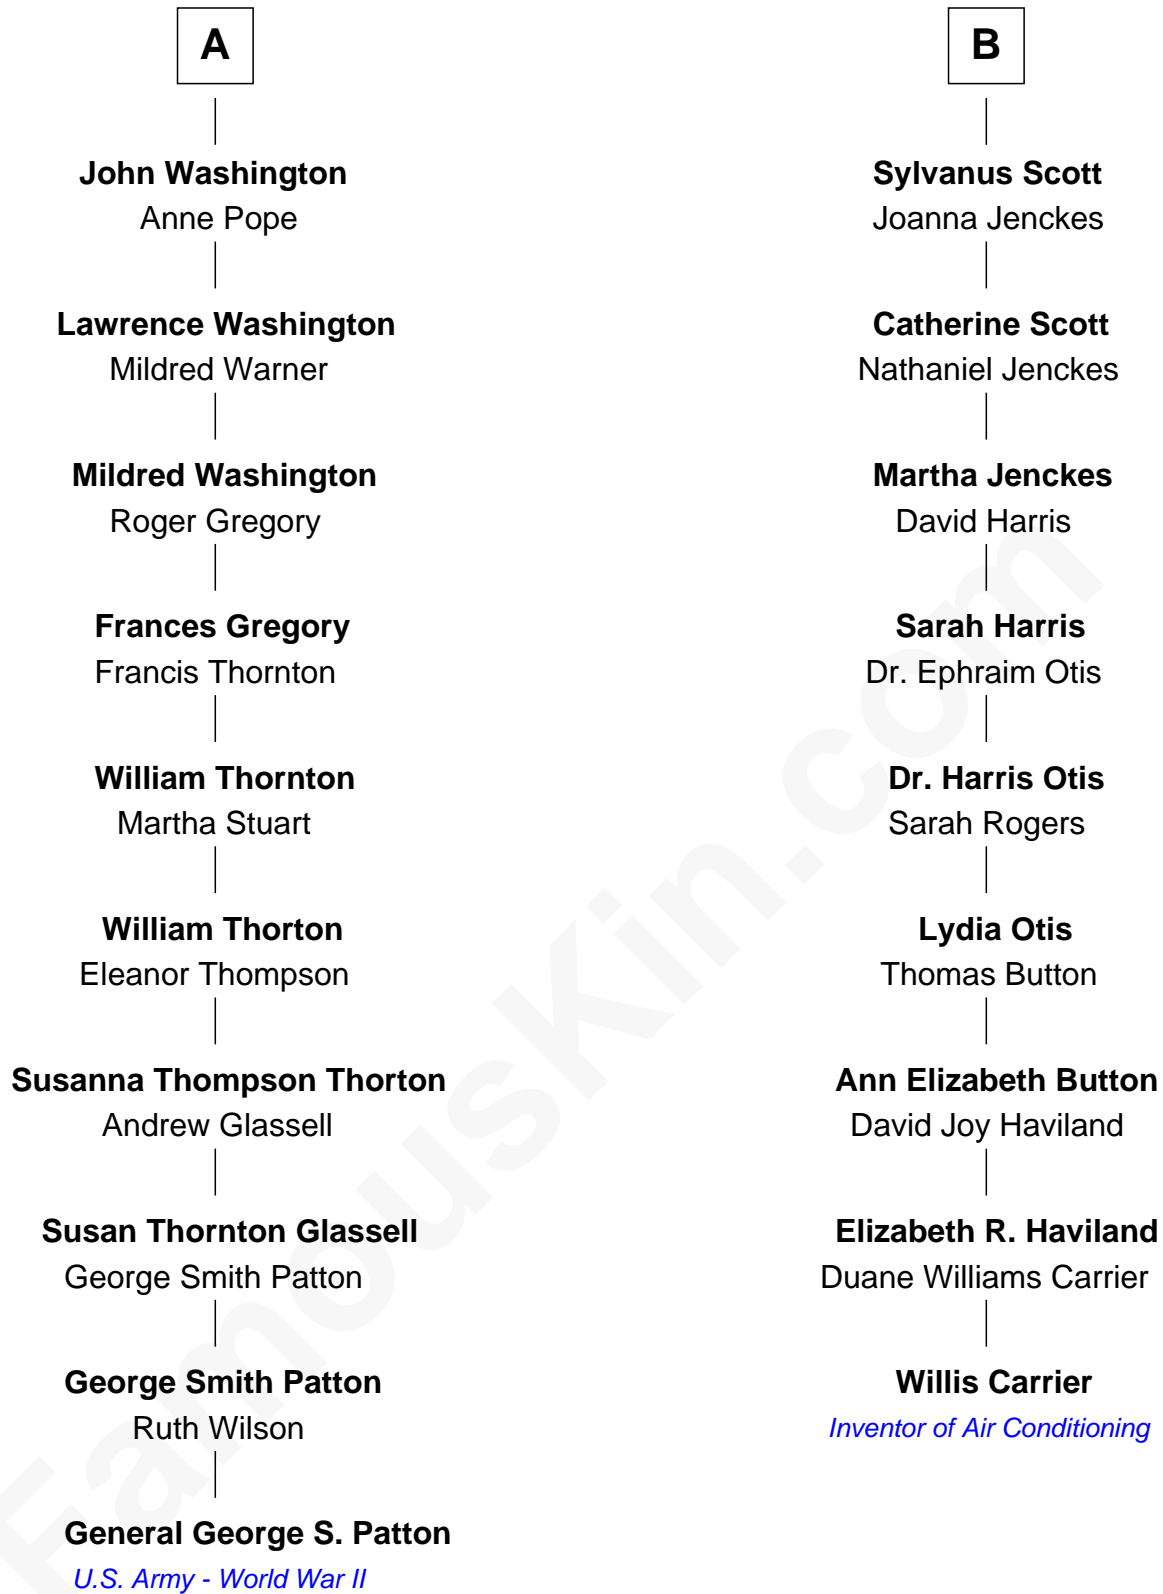 A
John Washington
Anne Pope
Lawrence Washington
Mildred Warner
Mildred Washington
Roger Gregory
Frances Gregory
Francis Thornton
William Thornton
Martha Stuart
William Thorton
Eleanor Thompson
Susanna Thompson Thorton
Andrew Glassell
Susan Thornton Glassell
George Smith Patton
George Smith Patton
Ruth Wilson
General George S. Patton
U.S. Army - World War II
B
Sylvanus Scott
Joanna Jenckes
Catherine Scott
Nathaniel Jenckes
Martha Jenckes
David Harris
Sarah Harris
Dr. Ephraim Otis
Dr. Harris Otis
Sarah Rogers
Lydia Otis
Thomas Button
Ann Elizabeth Button
David Joy Haviland
Elizabeth R. Haviland
Duane Williams Carrier
Willis Carrier
Inventor of Air Conditioning
FamousKin.com